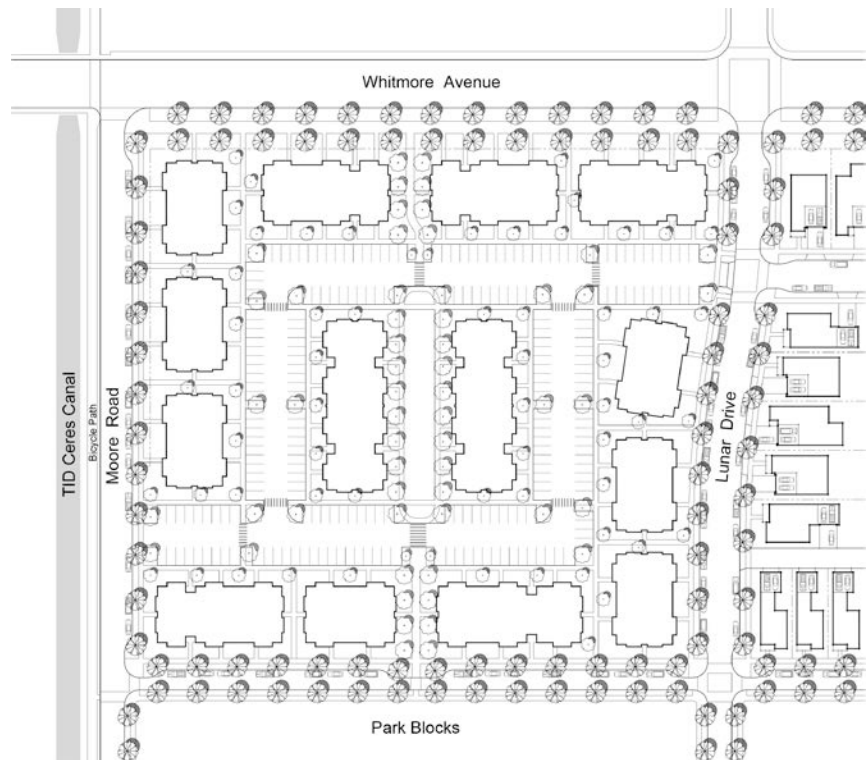 Whitmore Avenue
TID Ceres Canal
Bicycle Path
Moore Road
Lunar Drive
Park Blocks